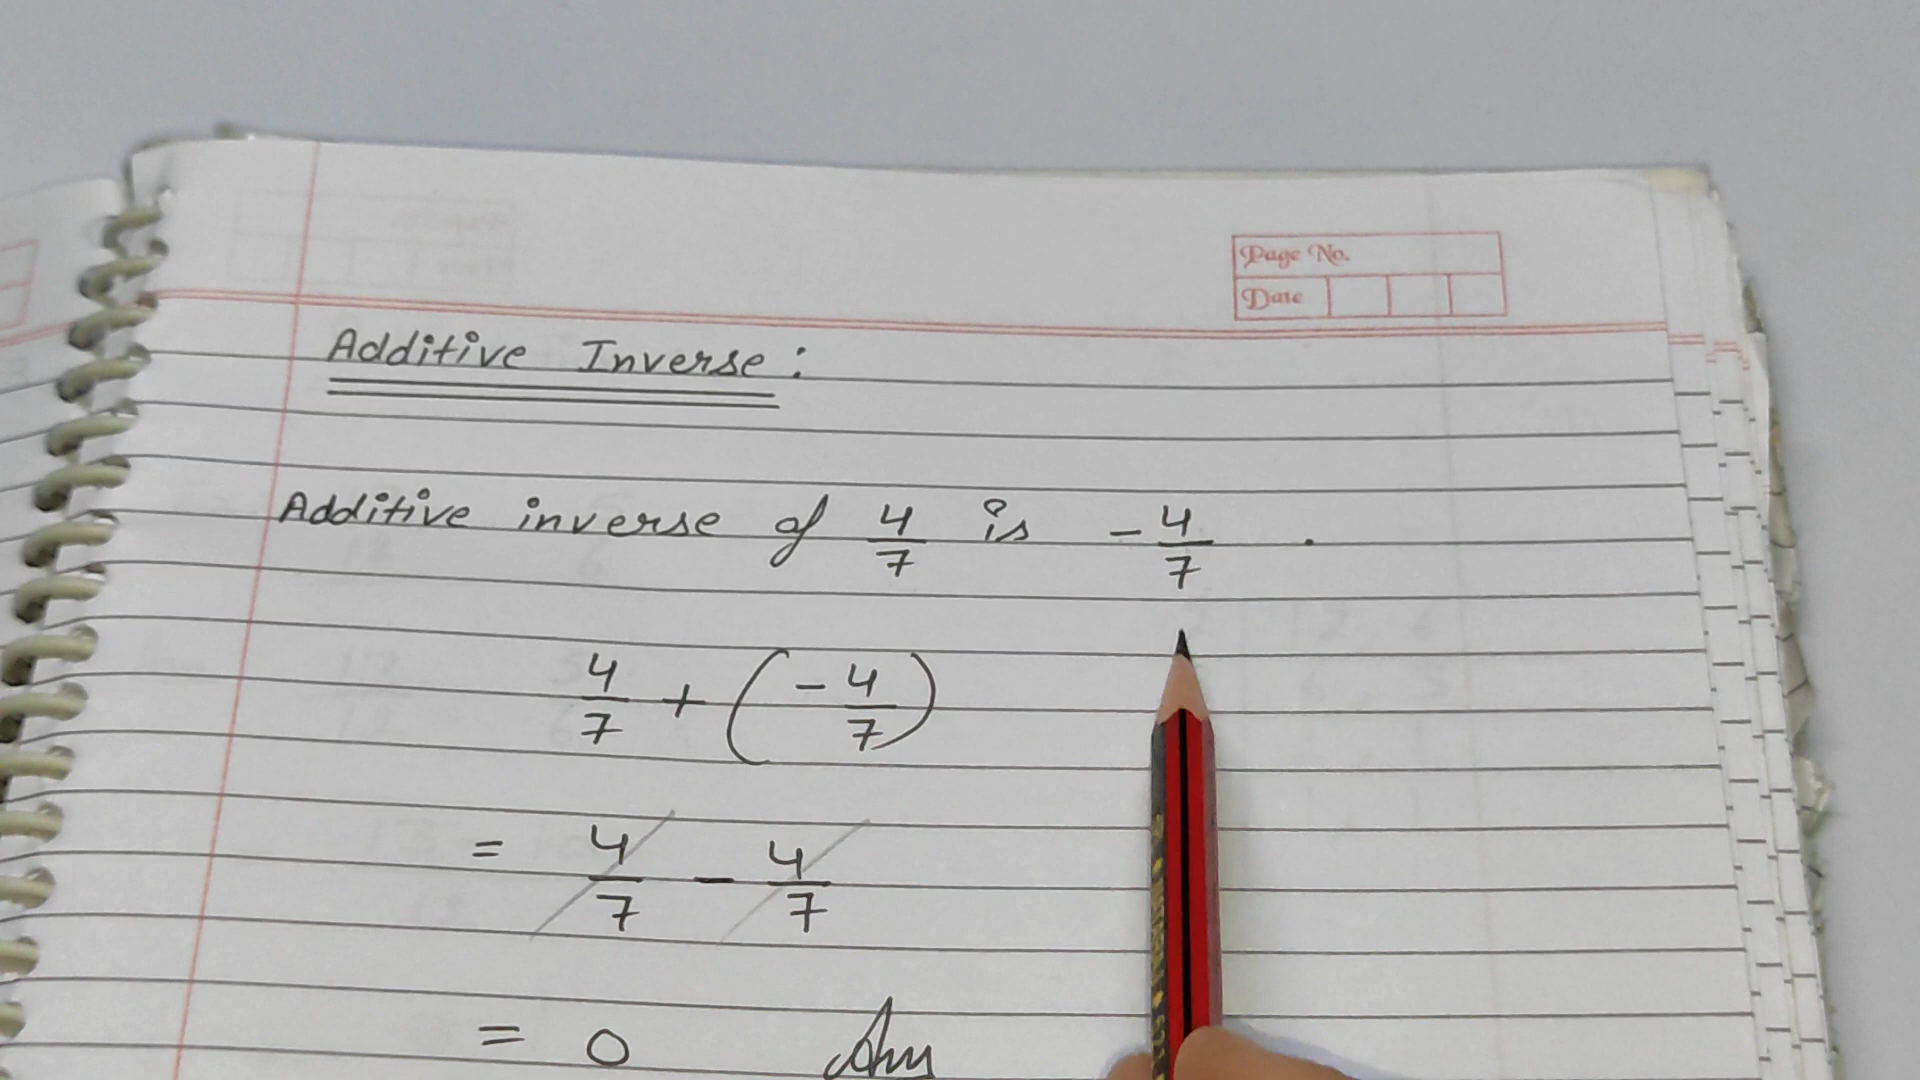 Page No.
Date
Additive Inverse:
Additive inverse of 4/7 is -4/7 .
4/7 + (-4/7)
= 4/7 - 4/7
= 0 Ans